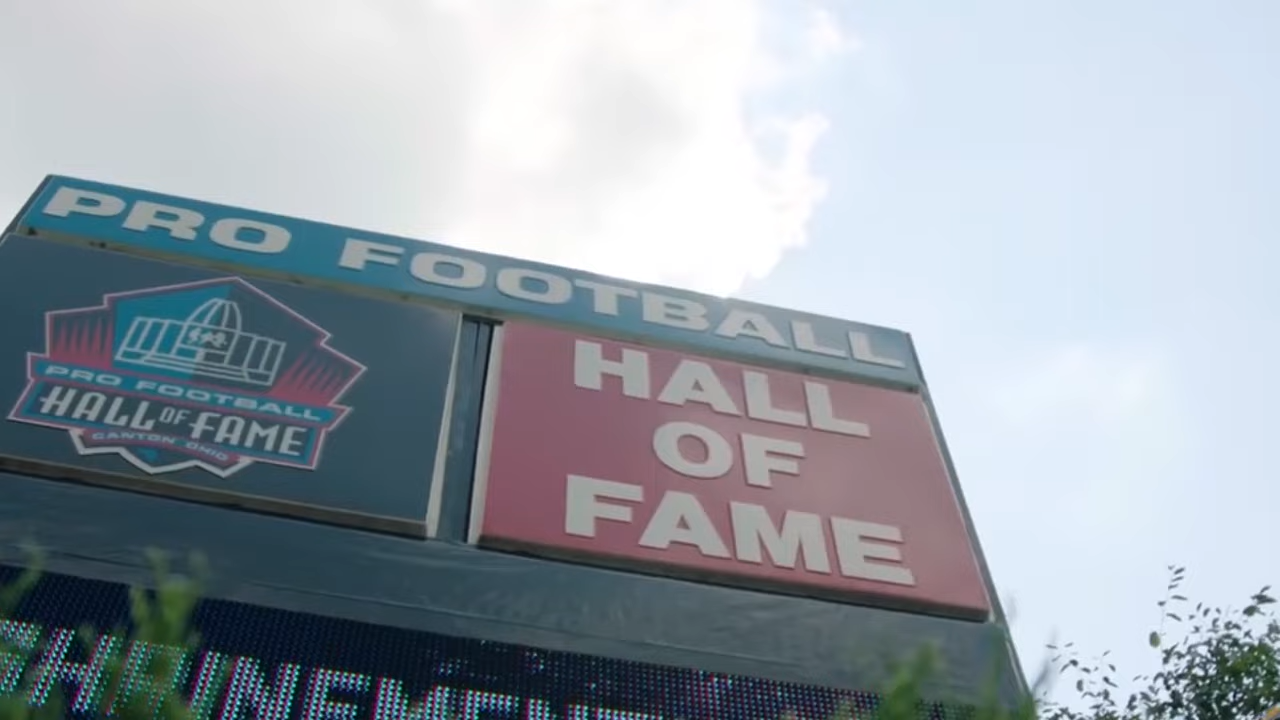 PRO FOOTBALL
PRO FOOTBALL
HALL OF FAME
CANTON OHIO
HALL
OF
FAME